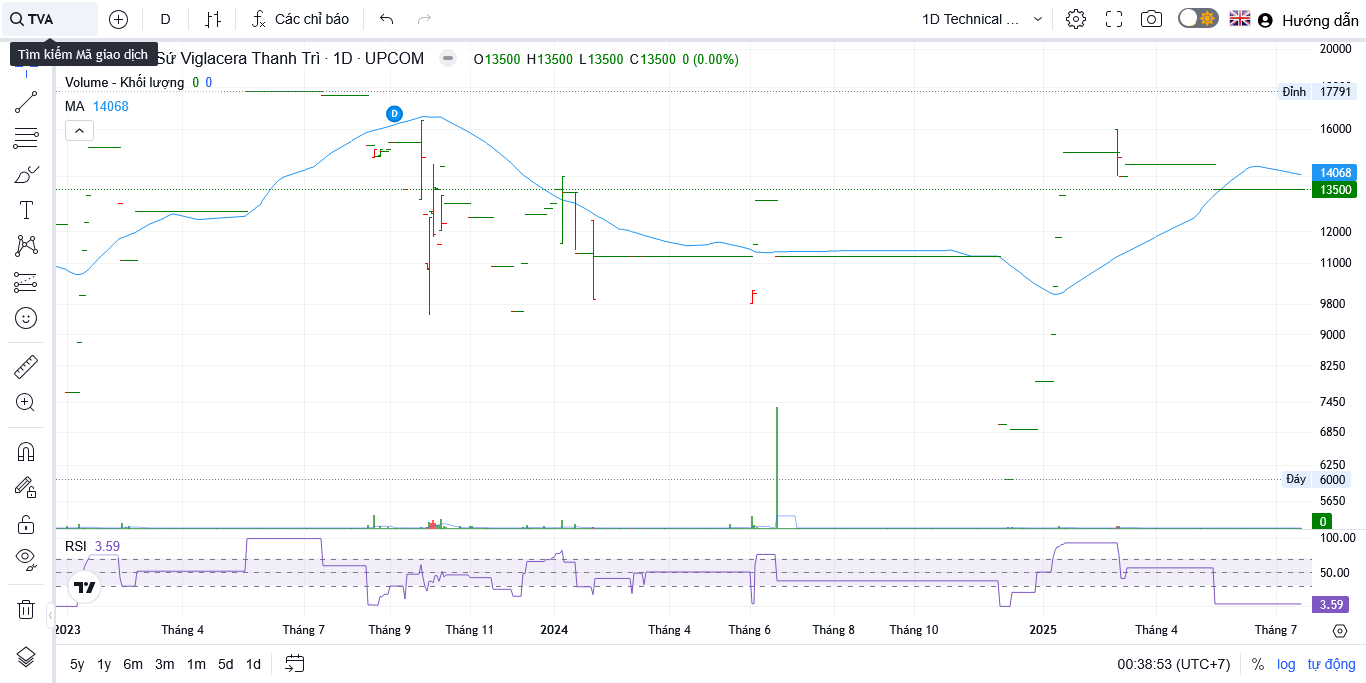 TVA D Các chỉ báo 1D Technical ... Hướng dẫn
Tìm kiếm Mã giao dịch
Sứ Viglacera Thanh Trì · 1D · UPCOM O13500 H13500 L13500 C13500 0 (0.00%)
Volume - Khối lượng 0 0
MA 14068
D
20000
Đỉnh 17791
16000
14068
13500
12000
11000
9800
9000
8250
7450
6850
6250
Đáy 6000
5650
0
RSI 3.59
100.00
50.00
3.59
2023 Tháng 4 Tháng 7 Tháng 9 Tháng 11 2024 Tháng 4 Tháng 6 Tháng 8 Tháng 10 2025 Tháng 4 Tháng 7
5y 1y 6m 3m 1m 5d 1d 00:38:53 (UTC+7) % log tự động